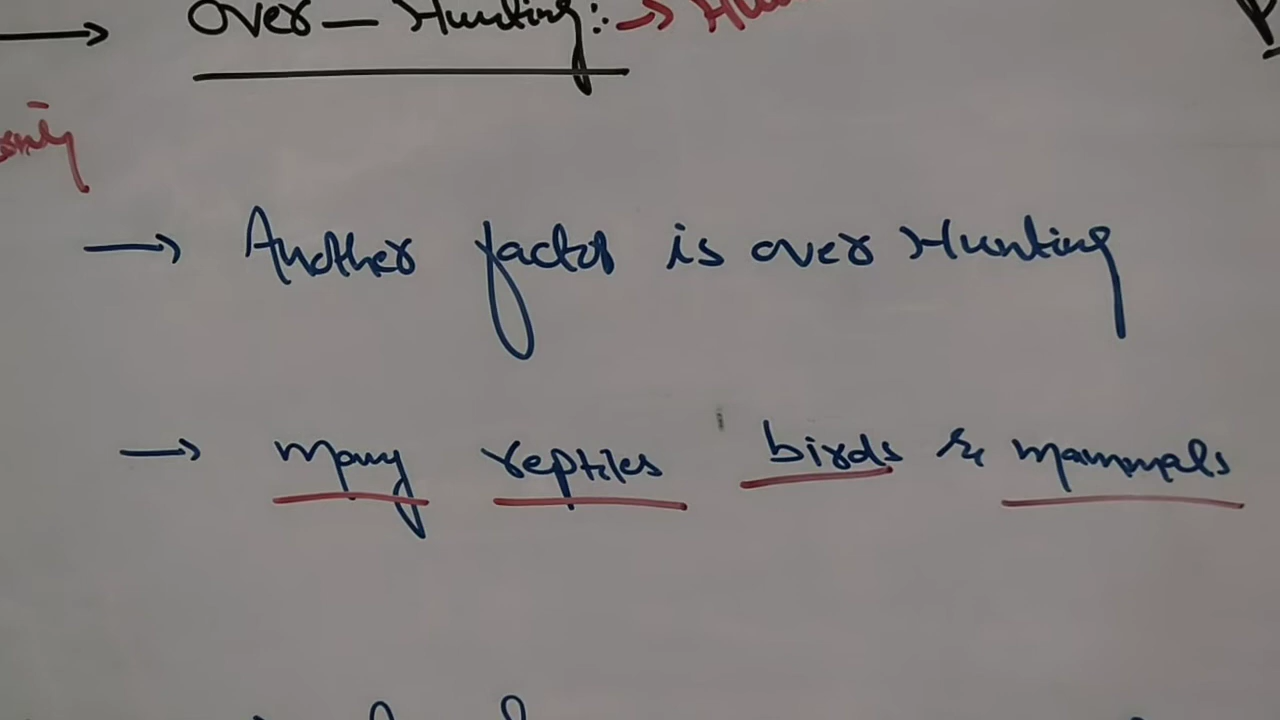 → Over-Hunting:→
→ Another factor is over Hunting
→ many reptiles birds & mammals